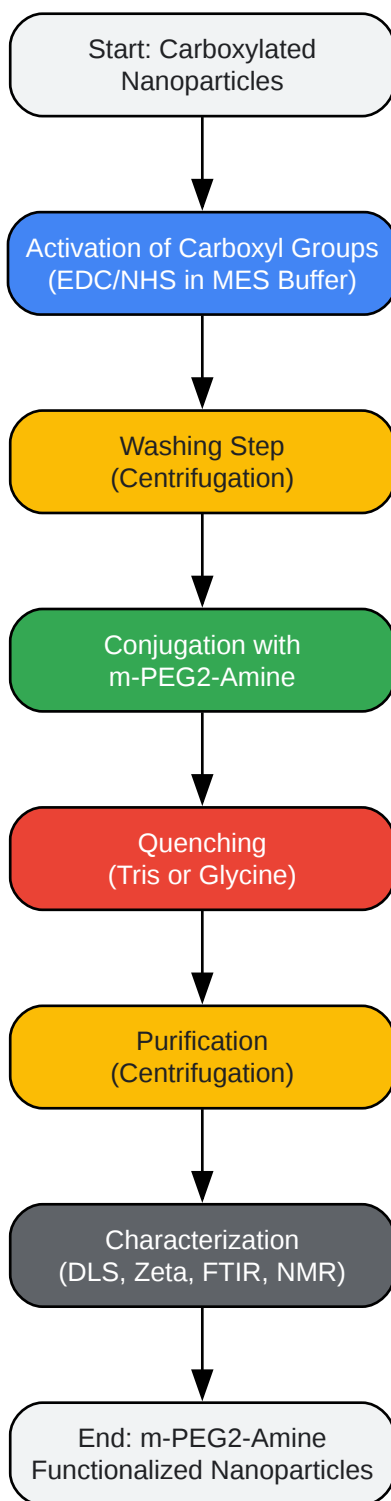 Start: Carboxylated
Nanoparticles
Activation of Carboxyl Groups
(EDC/NHS in MES Buffer)
Washing Step
(Centrifugation)
Conjugation with
m-PEG2-Amine
Quenching
(Tris or Glycine)
Purification
(Centrifugation)
Characterization
(DLS, Zeta, FTIR, NMR)
End: m-PEG2-Amine
Functionalized Nanoparticles